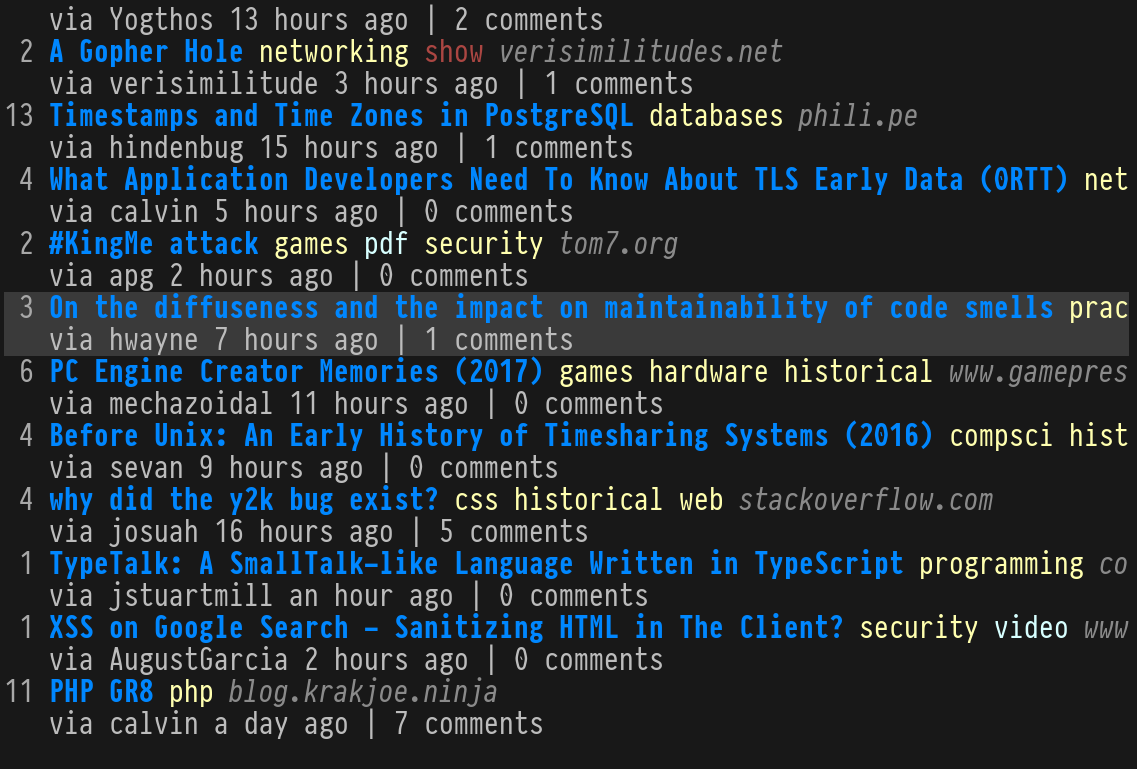 via Yogthos 13 hours ago | 2 comments
2 A Gopher Hole networking show verisimilitudes.net
via verisimilitude 3 hours ago | 1 comments
13 Timestamps and Time Zones in PostgreSQL databases phili.pe
via hindenbug 15 hours ago | 1 comments
4 What Application Developers Need To Know About TLS Early Data (0RTT) net
via calvin 5 hours ago | 0 comments
2 #KingMe attack games pdf security tom7.org
via apg 2 hours ago | 0 comments
3 On the diffuseness and the impact on maintainability of code smells prac
via hwayne 7 hours ago | 1 comments
6 PC Engine Creator Memories (2017) games hardware historical www.gamepres
via mechazoidal 11 hours ago | 0 comments
4 Before Unix: An Early History of Timesharing Systems (2016) compsci hist
via sevan 9 hours ago | 0 comments
4 why did the y2k bug exist? css historical web stackoverflow.com
via josuah 16 hours ago | 5 comments
1 TypeTalk: A SmallTalk-like Language Written in TypeScript programming co
via jstuartmill an hour ago | 0 comments
1 XSS on Google Search – Sanitizing HTML in The Client? security video www
via AugustGarcia 2 hours ago | 0 comments
11 PHP GR8 php blog.krakjoe.ninja
via calvin a day ago | 7 comments